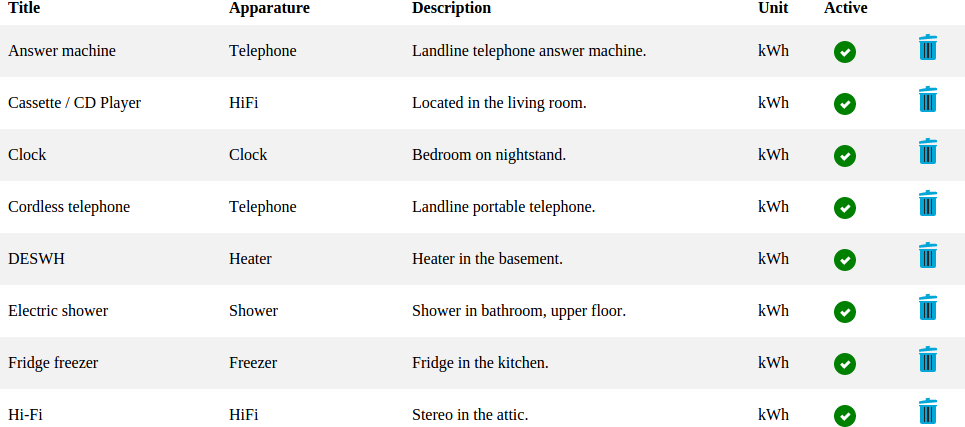 Title Apparature Description Unit Active
Answer machine Telephone Landline telephone answer machine. kWh
Cassette / CD Player HiFi Located in the living room. kWh
Clock Clock Bedroom on nightstand. kWh
Cordless telephone Telephone Landline portable telephone. kWh
DESWH Heater Heater in the basement. kWh
Electric shower Shower Shower in bathroom, upper floor. kWh
Fridge freezer Freezer Fridge in the kitchen. kWh
Hi-Fi HiFi Stereo in the attic. kWh